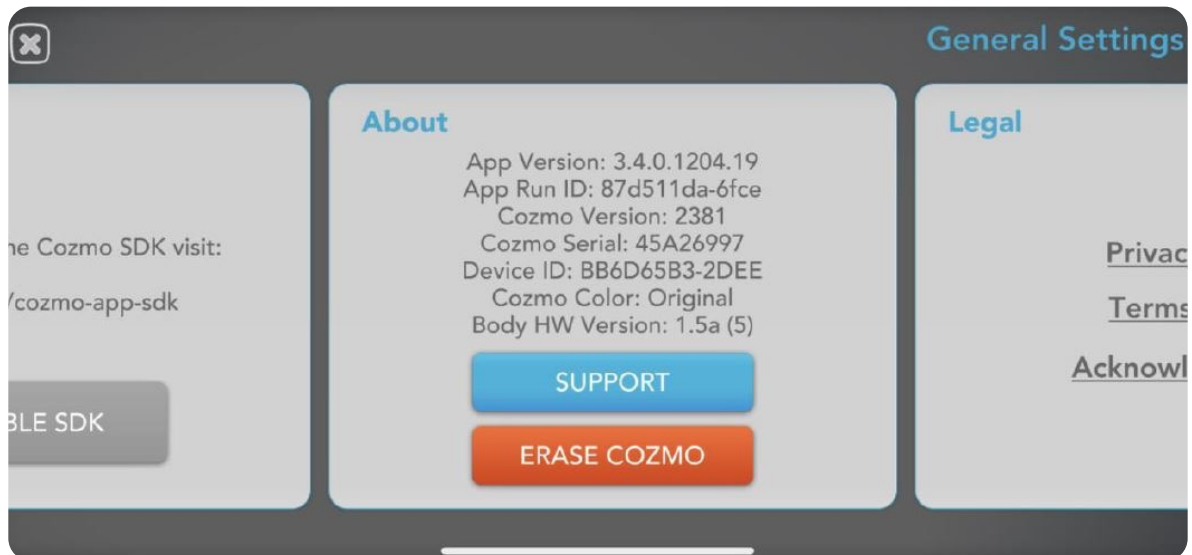 General Settings
he Cozmo SDK visit:
/cozmo-app-sdk
BLE SDK
About
App Version: 3.4.0.1204.19
App Run ID: 87d511da-6fce
Cozmo Version: 2381
Cozmo Serial: 45A26997
Device ID: BB6D65B3-2DEE
Cozmo Color: Original
Body HW Version: 1.5a (5)
SUPPORT
ERASE COZMO
Legal
Privac
Terms
Acknowl